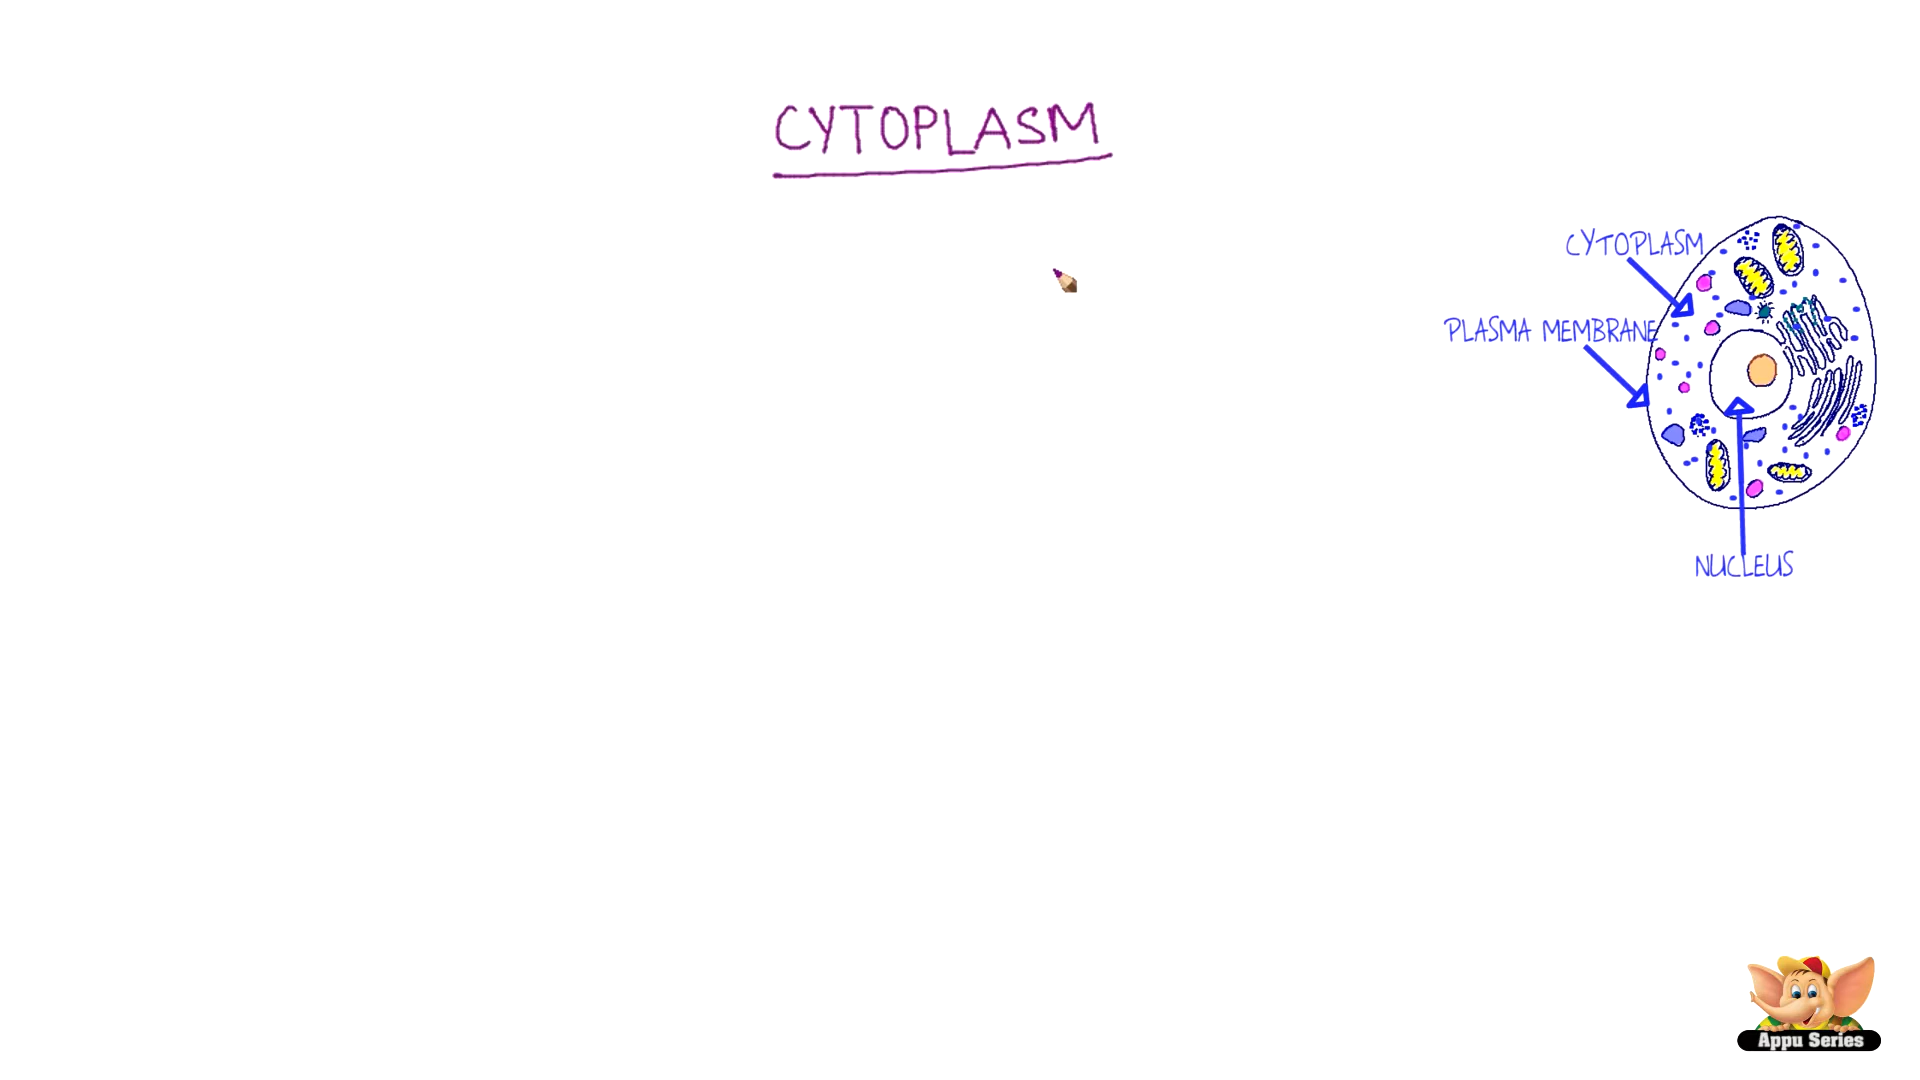 CYTOPLASM
CYTOPLASM
PLASMA MEMBRANE
NUCLEUS
Appu Series